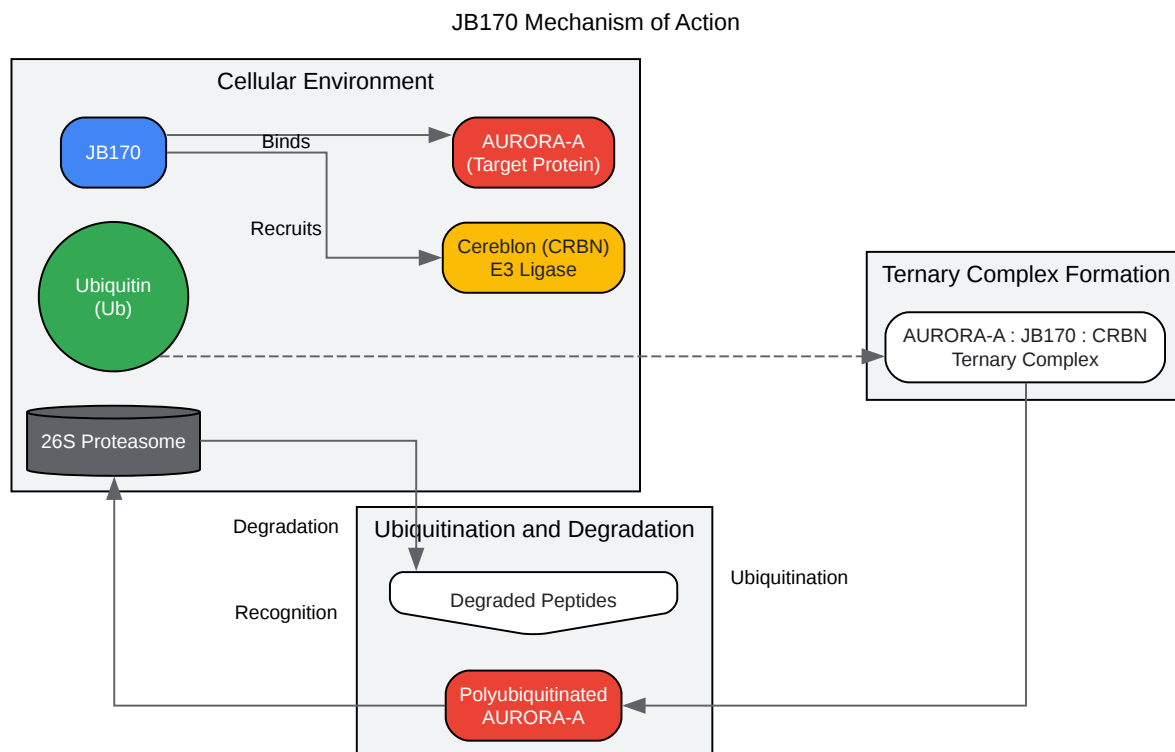 JB170 Mechanism of Action
Cellular Environment
JB170
Binds
AURORA-A
(Target Protein)
Recruits
Cereblon (CRBN)
E3 Ligase
Ubiquitin
(Ub)
Ternary Complex Formation
AURORA-A : JB170 : CRBN
Ternary Complex
26S Proteasome
Degradation
Ubiquitination and Degradation
Ubiquitination
Recognition
Degraded Peptides
Polyubiquitinated
AURORA-A